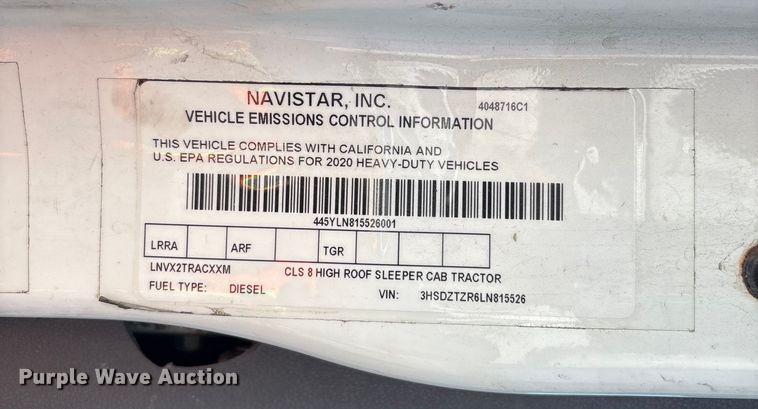 NAVISTAR, INC.
4048716C1
VEHICLE EMISSIONS CONTROL INFORMATION
THIS VEHICLE COMPLIES WITH CALIFORNIA AND
U.S. EPA REGULATIONS FOR 2020 HEAVY-DUTY VEHICLES
445YLN815526001
LRRA ARF TGR
LNVX2TRACXXM CLS 8 HIGH ROOF SLEEPER CAB TRACTOR
FUEL TYPE: DIESEL VIN: 3HSDZTZR6LN815526
Purple Wave Auction